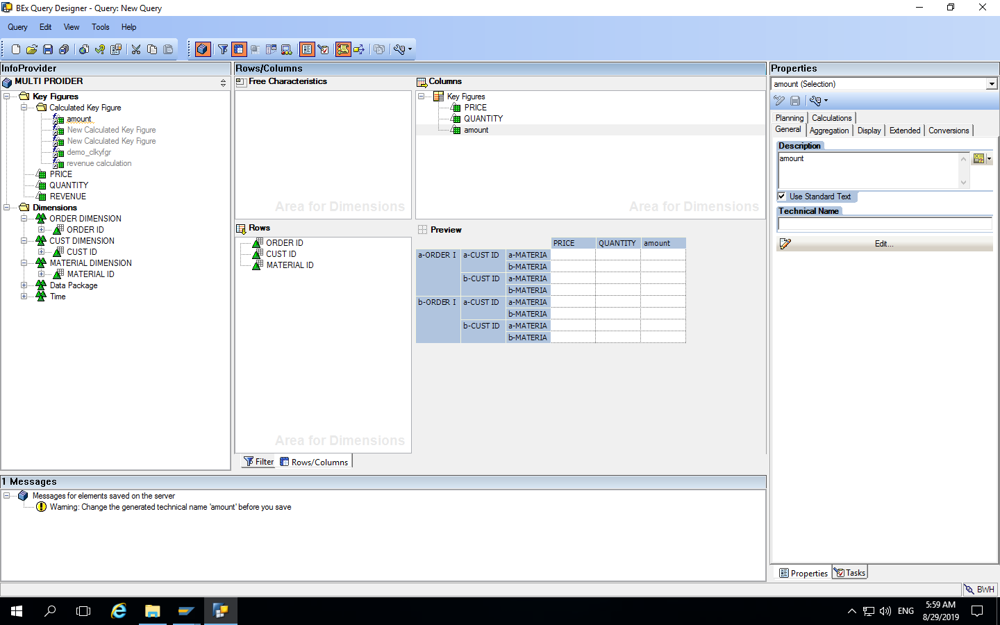 BEx Query Designer - Query: New Query
Query Edit View Tools Help
InfoProvider
MULTI PROIDER
Key Figures
Calculated Key Figure
amount
New Calculated Key Figure
New Calculated Key Figure
demo_clkyfgr
revenue calculation
PRICE
QUANTITY
REVENUE
Dimensions
ORDER DIMENSION
ORDER ID
CUST DIMENSION
CUST ID
MATERIAL DIMENSION
MATERIAL ID
Data Package
Time
Rows/Columns
Free Characteristics
Area for Dimensions
Columns
Key Figures
PRICE
QUANTITY
amount
Area for Dimensions
Rows
ORDER ID
CUST ID
MATERIAL ID
Area for Dimensions
Preview
PRICE QUANTITY amount
a-ORDER I a-CUST ID a-MATERIA
b-MATERIA
b-CUST ID a-MATERIA
b-MATERIA
b-ORDER I a-CUST ID a-MATERIA
b-MATERIA
b-CUST ID a-MATERIA
b-MATERIA
Filter Rows/Columns
Properties
amount (Selection)
Planning Calculations
General Aggregation Display Extended Conversions
Description
amount
Use Standard Text
Technical Name
Edit...
Properties Tasks
1 Messages
Messages for elements saved on the server
Warning: Change the generated technical name 'amount' before you save
BWH
ENG
5:59 AM
8/29/2019